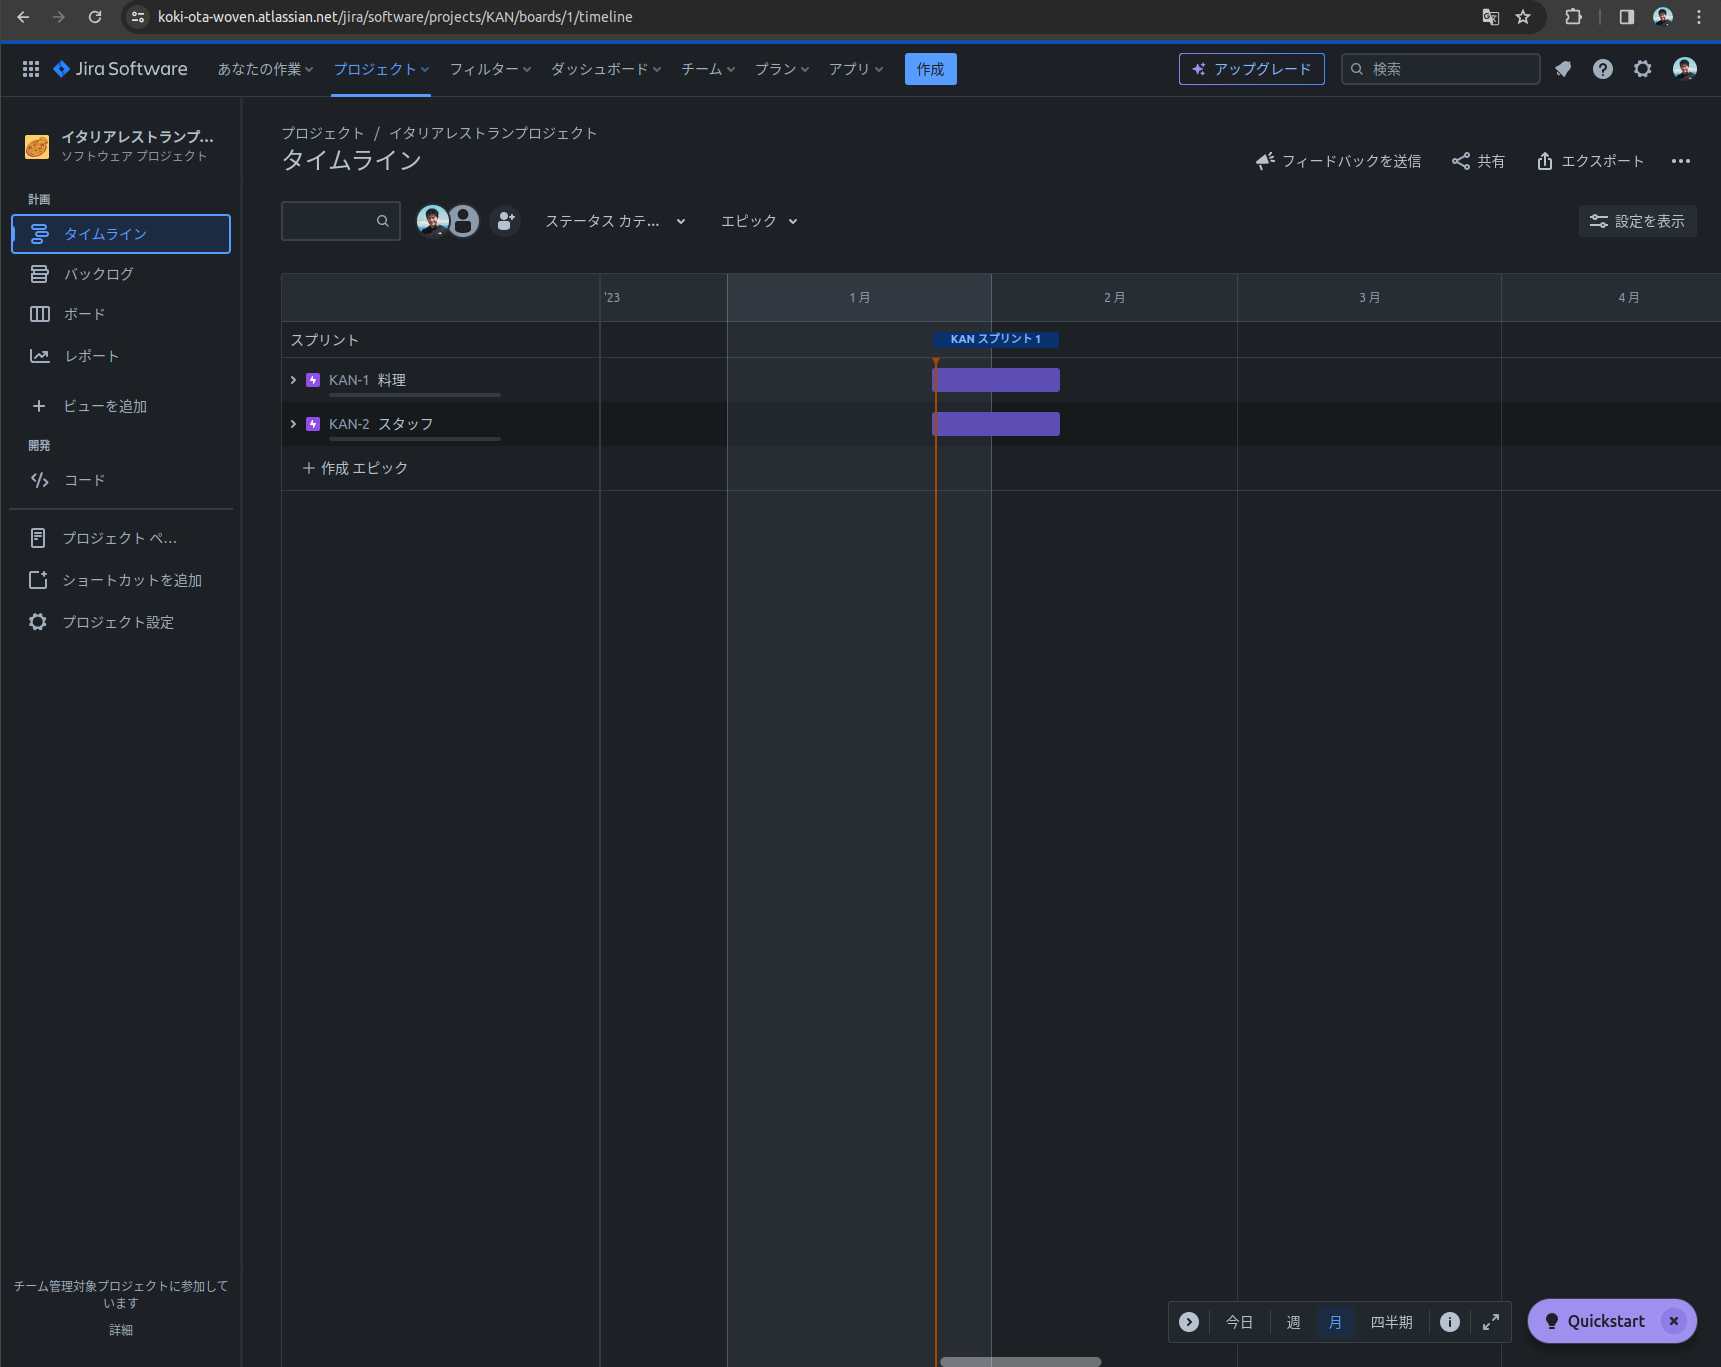 koki-ota-woven.atlassian.net/jira/software/projects/KAN/boards/1/timeline
Jira Software あなたの作業 プロジェクト フィルター ダッシュボード チーム プラン アプリ 作成 アップグレード 検索
イタリアレストランプ...
ソフトウェア プロジェクト
計画
タイムライン
バックログ
ボード
レポート
ビューを追加
開発
コード
プロジェクト ペ...
ショートカットを追加
プロジェクト設定
チーム管理対象プロジェクトに参加して
います
詳細
プロジェクト / イタリアレストランプロジェクト
タイムライン
フィードバックを送信 共有 エクスポート
ステータス カテ... エピック 設定を表示
'23 1 月 2 月 3 月 4 月
スプリント KAN スプリント 1
KAN-1 料理
KAN-2 スタッフ
作成 エピック
今日 週 月 四半期 Quickstart